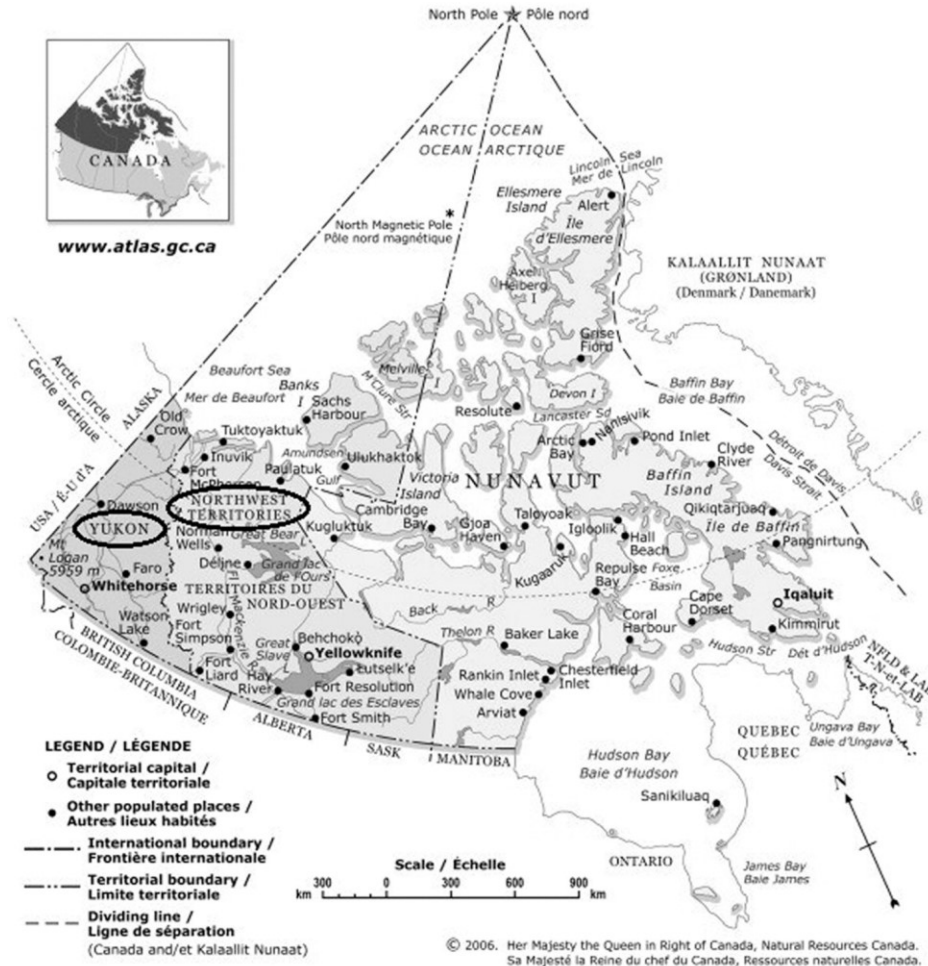 North Pole Pôle nord
CANADA
www.atlas.gc.ca
ARCTIC OCEAN
OCEAN ARCTIQUE
Lincoln Sea
Mer de Lincoln
Ellesmere
Island
Alert
Île
d'Ellesmere
North Magnetic Pole
Pôle nord magnétique
*
KALAALLIT NUNAAT
(GRØNLAND)
(Denmark / Danemark)
Axel
Heiberg
I
Grise
Fiord
Arctic Circle
Cercle arctique
ALASKA
USA / É-U d'A
Beaufort Sea
Mer de Beaufort
Banks
I
Sachs
Harbour
Melville
I
M'Clure Str
Resolute
Devon I
Lancaster Sd
Baffin Bay
Baie de Baffin
Old
Crow
Tuktoyaktuk
Inuvik
Amundsen
Gulf
Ulukhaktok
Arctic
Bay
Nanisivik
Pond Inlet
Clyde
River
Détroit de Davis
Davis Strait
Fort
McPherson
Paulatuk
Victoria
Island
NUNAVUT
Baffin
Island
Dawson
YUKON
NORTHWEST
TERRITORIES
Kugluktuk
Cambridge
Bay
Gjoa
Haven
Taloyoak
Igloolik
Hall
Beach
Qikiqtarjuaq
Île de Baffin
Pangnirtung
Norman
Wells
Great Bear
L
Grand lac
de l'Ours
Mt
Logan
5959 m
Faro
Déline
Kugaaruk
Repulse
Bay
Foxe
Basin
Whitehorse
TERRITOIRES DU
NORD-OUEST
Back R
Cape
Dorset
Iqaluit
Wrigley
Mackenzie R
Fl
Watson
Lake
Fort
Simpson
Great
Slave
L
Behchokò
Yellowknife
Thelon R
Baker Lake
Coral
Harbour
Kimmirut
Hudson Str
Dét d'Hudson
Fort
Liard
Hay
River
Lutselk'e
Fort Resolution
Grand lac des Esclaves
Fort Smith
Rankin Inlet
Chesterfield
Inlet
Whale Cove
Arviat
NFLD & LAB
T-N-et-LAB
BRITISH COLUMBIA
COLOMBIE-BRITANNIQUE
ALBERTA
SASK
MANITOBA
QUEBEC
QUÉBEC
Ungava Bay
Baie d'Ungava
Hudson Bay
Baie d'Hudson
Sanikiluaq
N
ONTARIO
James Bay
Baie James
LEGEND / LÉGENDE
Territorial capital /
Capitale territoriale
Other populated places /
Autres lieux habités
International boundary /
Frontière internationale
Territorial boundary /
Limite territoriale
Dividing line /
Ligne de séparation
(Canada and/et Kalaallit Nunaat)
Scale / Échelle
km 300 0 300 600 900 km
© 2006. Her Majesty the Queen in Right of Canada, Natural Resources Canada.
Sa Majesté la Reine du chef du Canada, Ressources naturelles Canada.